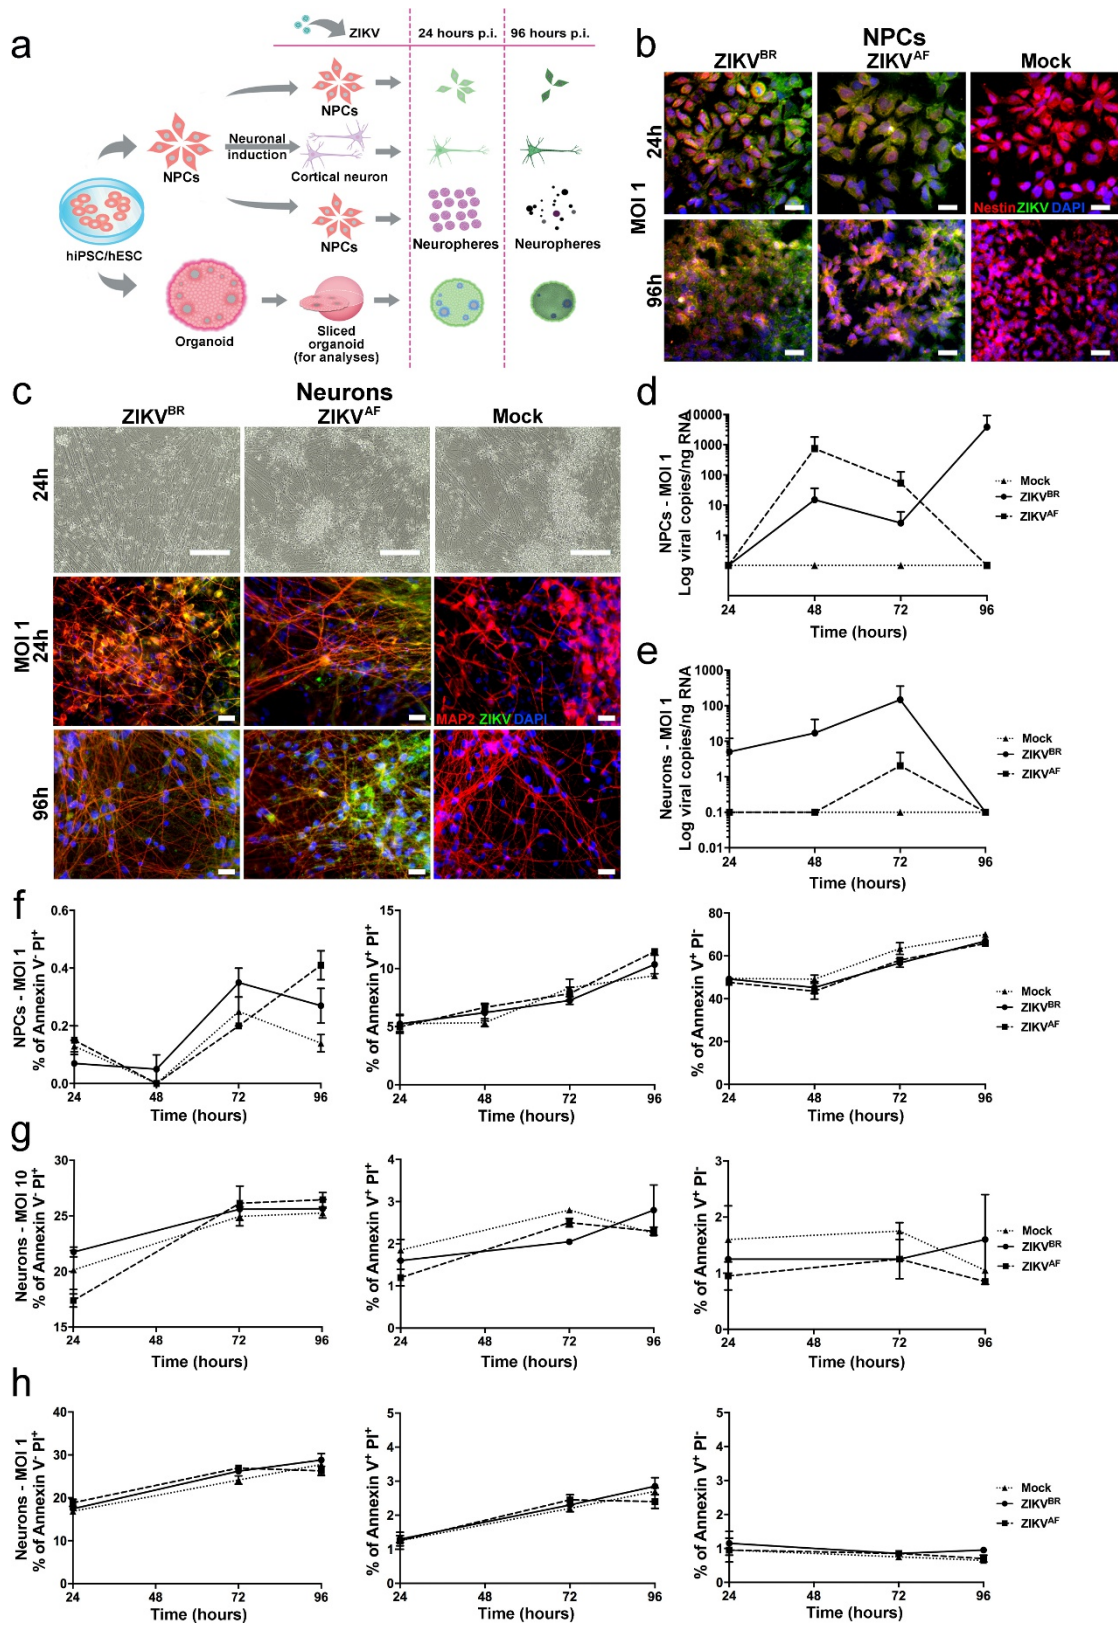 a
ZIKV
24 hours p.i.
96 hours p.i.
NPCs
NPCs
Neuronal
induction
Cortical neuron
hiPSC/hESC
NPCs
Neuropheres
Neuropheres
Organoid
Sliced
organoid
(for analyses)
b
NPCs
ZIKV^BR
ZIKV^AF
Mock
MOI 1
24h
96h
Nestin ZIKV DAPI
c
Neurons
ZIKV^BR
ZIKV^AF
Mock
24h
MOI 1
24h
96h
MAP2 ZIKV DAPI
d
NPCs - MOI 1
Log viral copies/ng RNA
10000
1000
100
10
1
24
48
72
96
Time (hours)
Mock
ZIKV^BR
ZIKV^AF
e
Neurons - MOI 1
Log viral copies/ng RNA
1000
100
10
1
0.1
0.01
24
48
72
96
Time (hours)
Mock
ZIKV^BR
ZIKV^AF
f
NPCs - MOI 1
% of Annexin V^- PI^+
0.6
0.4
0.2
0.0
24
48
72
96
Time (hours)
% of Annexin V^+ PI^+
15
10
5
0
24
48
72
96
Time (hours)
% of Annexin V^+ PI^-
80
60
40
20
0
24
48
72
96
Time (hours)
Mock
ZIKV^BR
ZIKV^AF
g
Neurons - MOI 10
% of Annexin V^- PI^+
30
25
20
15
24
48
72
96
Time (hours)
% of Annexin V^+ PI^+
4
3
2
1
0
24
48
72
96
Time (hours)
% of Annexin V^+ PI^-
3
2
1
0
24
48
72
96
Time (hours)
Mock
ZIKV^BR
ZIKV^AF
h
Neurons - MOI 1
% of Annexin V^- PI^+
40
30
20
10
0
24
48
72
96
Time (hours)
% of Annexin V^+ PI^+
5
4
3
2
1
0
24
48
72
96
Time (hours)
% of Annexin V^+ PI^-
5
4
3
2
1
0
24
48
72
96
Time (hours)
Mock
ZIKV^BR
ZIKV^AF